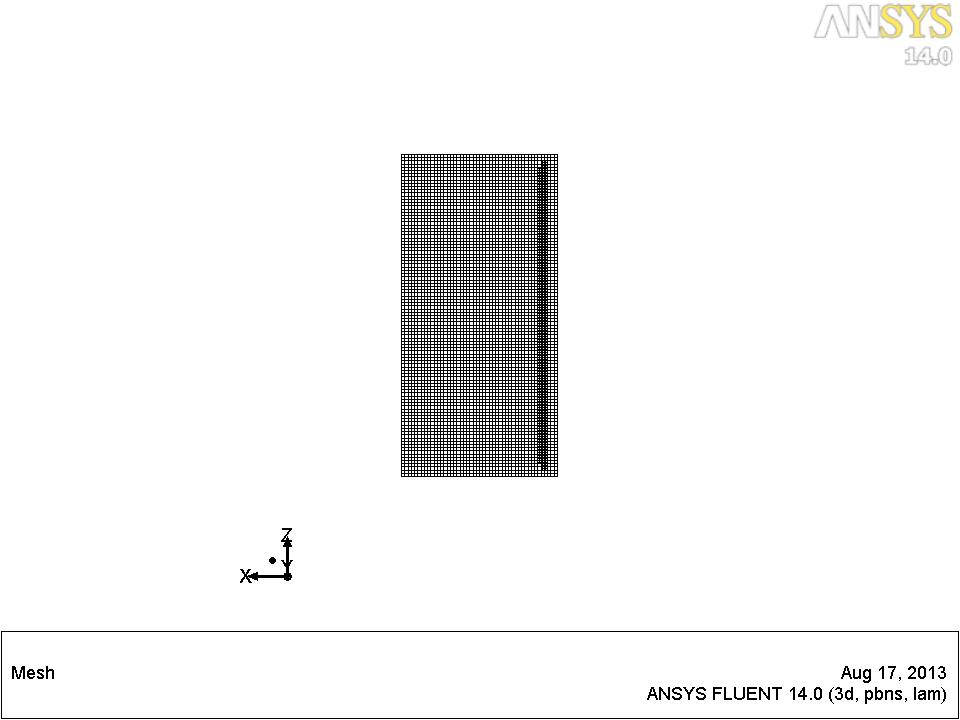 ANSYS
14.0
Z
Y
X
Mesh
Aug 17, 2013
ANSYS FLUENT 14.0 (3d, pbns, lam)